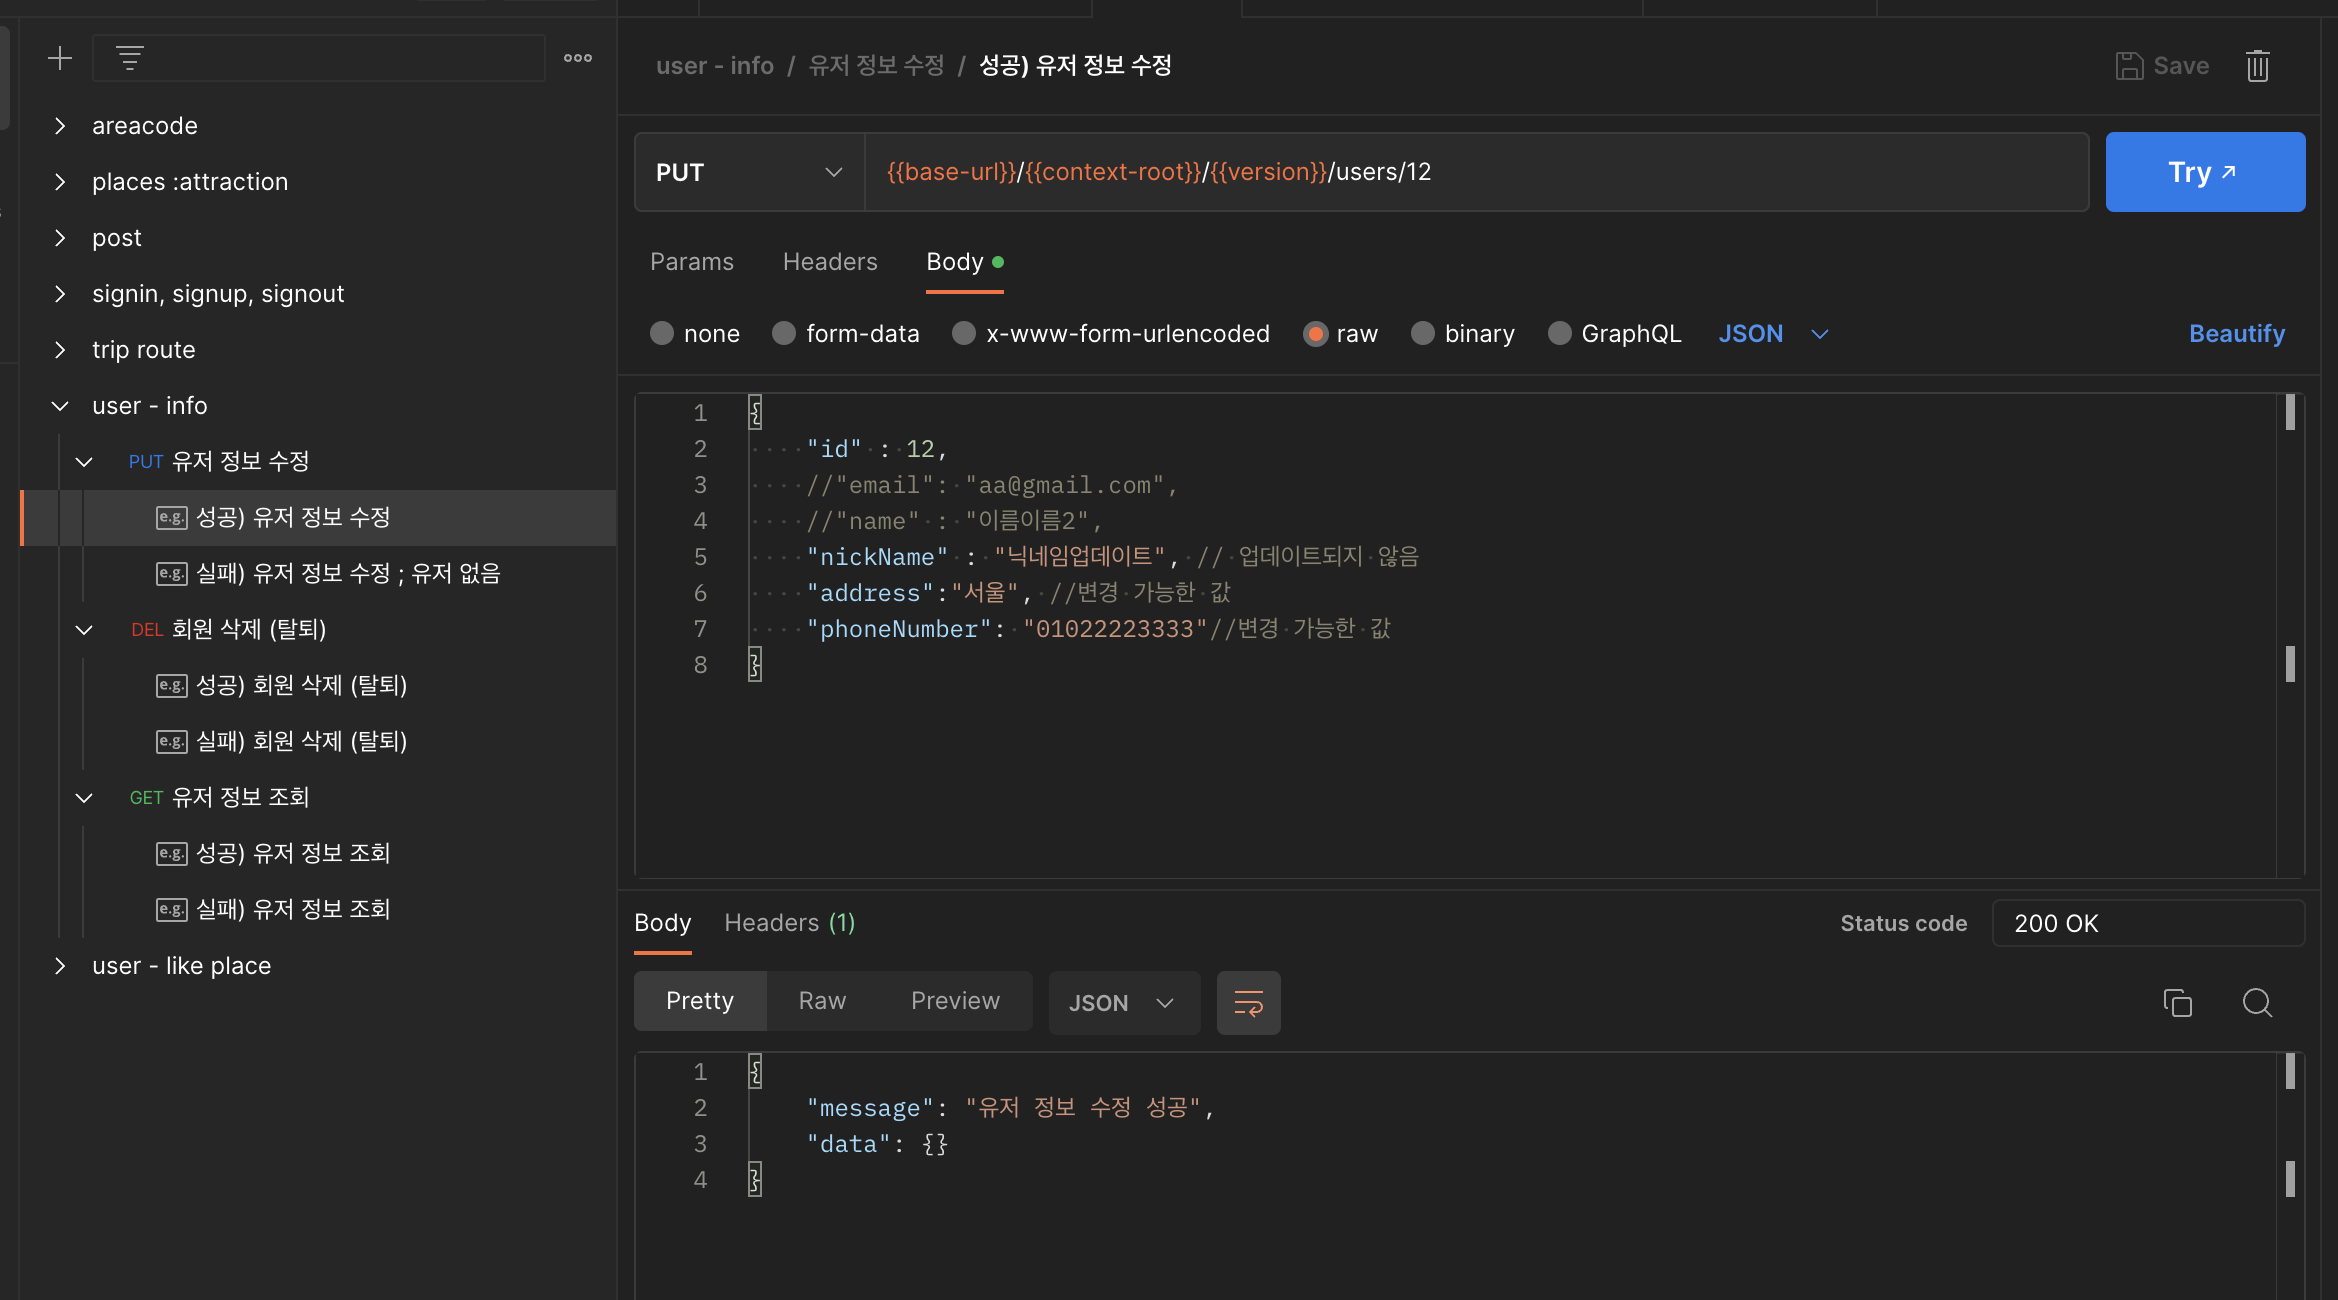 areacode
places :attraction
post
signin, signup, signout
trip route
user - info
PUT 유저 정보 수정
e.g. 성공) 유저 정보 수정
e.g. 실패) 유저 정보 수정 ; 유저 없음
DEL 회원 삭제 (탈퇴)
e.g. 성공) 회원 삭제 (탈퇴)
e.g. 실패) 회원 삭제 (탈퇴)
GET 유저 정보 조회
e.g. 성공) 유저 정보 조회
e.g. 실패) 유저 정보 조회
user - like place
user - info / 유저 정보 수정 / 성공) 유저 정보 수정
Save
PUT {{base-url}}/{{context-root}}/{{version}}/users/12 Try ↗
Params Headers Body
none form-data x-www-form-urlencoded raw binary GraphQL JSON Beautify
1 {
2 "id" : 12,
3 //"email": "aa@gmail.com",
4 //"name" : "이름이름2",
5 "nickName" : "닉네임업데이트", // 업데이트되지 않음
6 "address":"서울", //변경 가능한 값
7 "phoneNumber": "01022223333"//변경 가능한 값
8 }
Body Headers (1) Status code 200 OK
Pretty Raw Preview JSON
1 {
2 "message": "유저 정보 수정 성공",
3 "data": {}
4 }